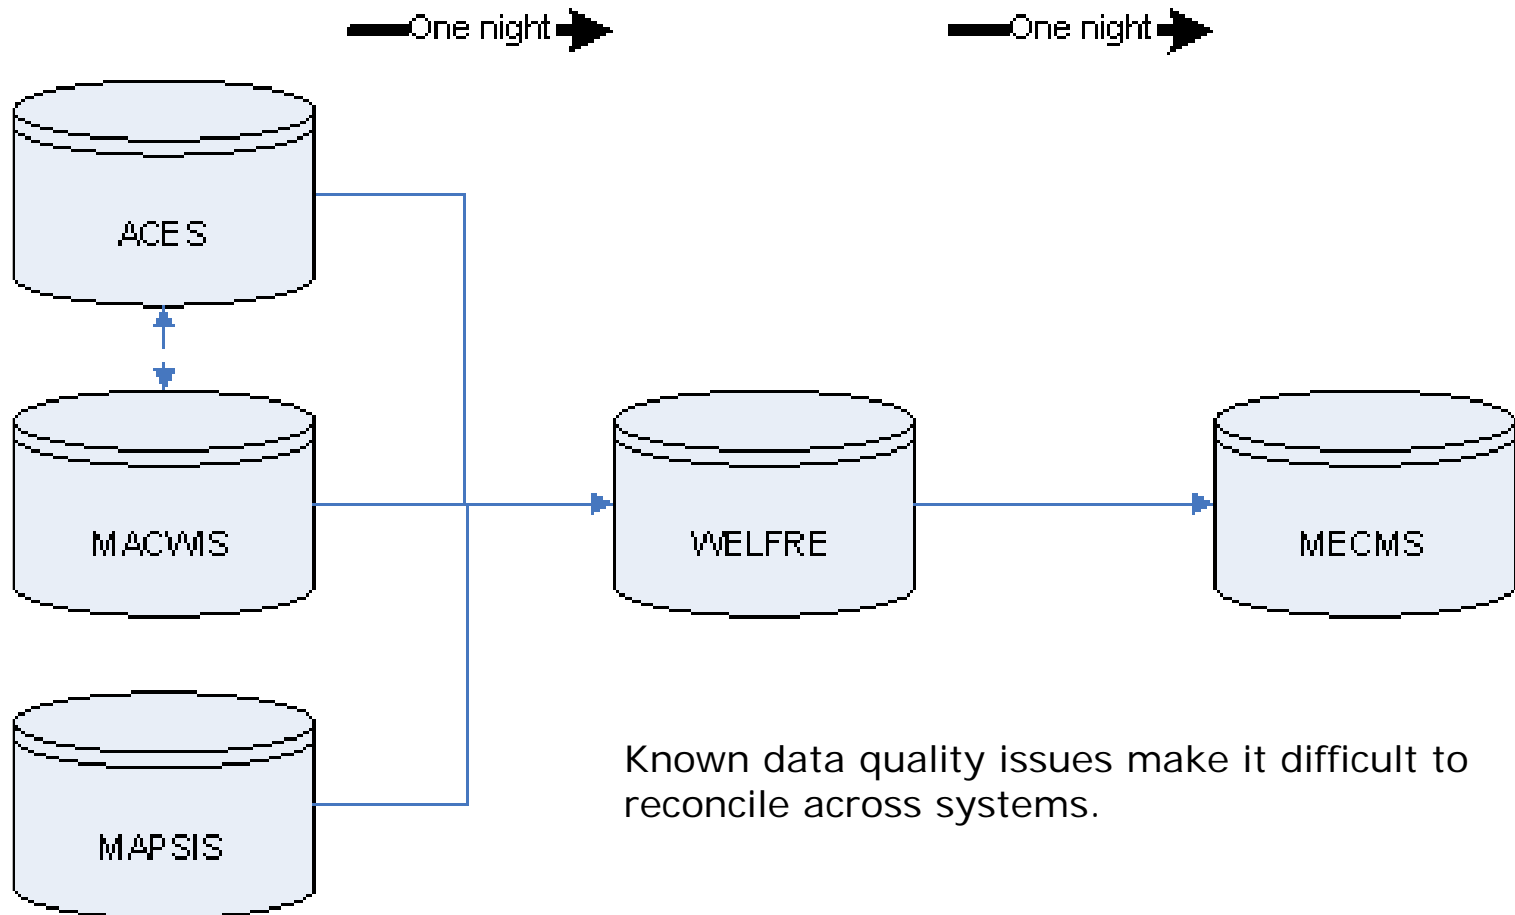 One night One night
ACES
MACWIS
WELFRE
MECMS
MAPSIS
Known data quality issues make it difficult to
reconcile across systems.